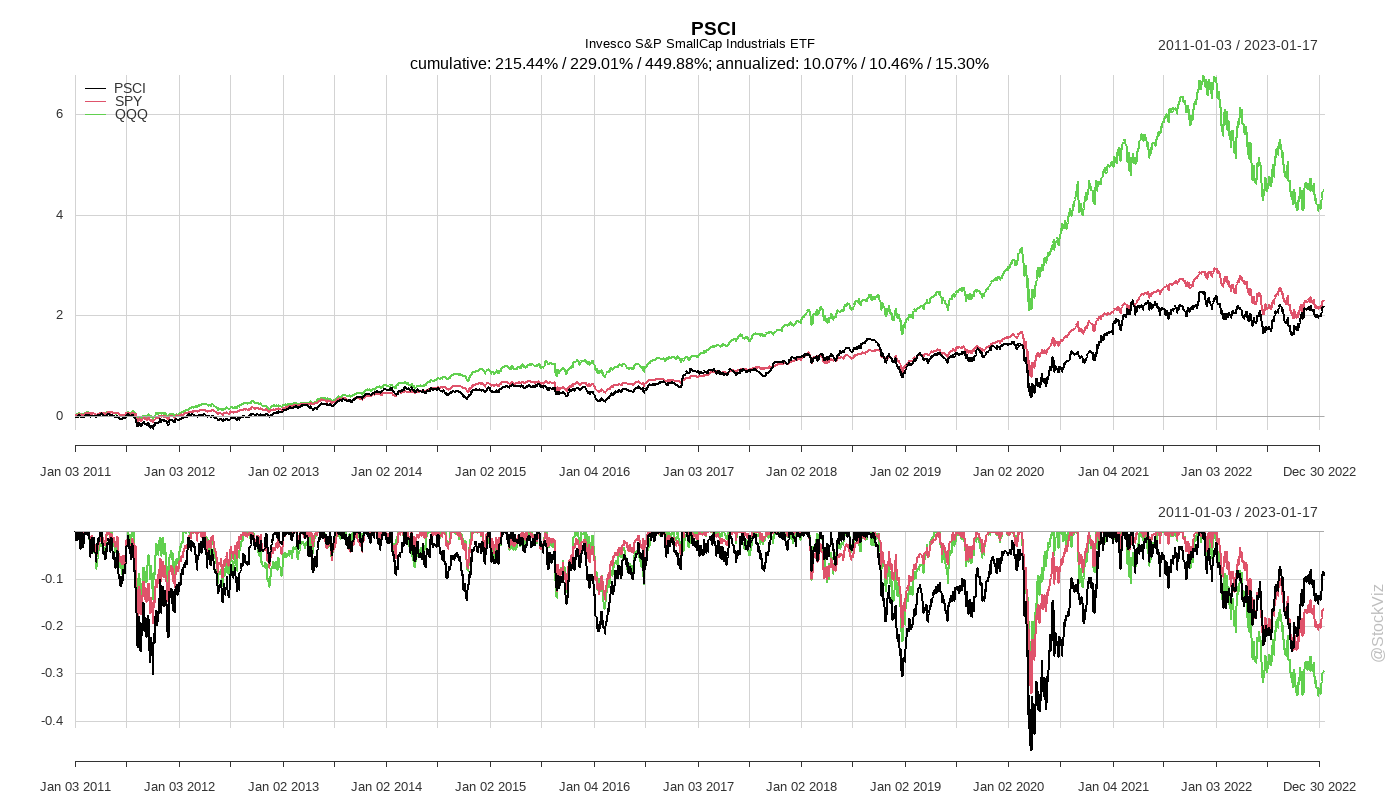 PSCI
Invesco S&P SmallCap Industrials ETF
2011-01-03 / 2023-01-17
cumulative: 215.44% / 229.01% / 449.88%; annualized: 10.07% / 10.46% / 15.30%
PSCI
SPY
QQQ
6
4
2
0
Jan 03 2011 Jan 03 2012 Jan 02 2013 Jan 02 2014 Jan 02 2015 Jan 04 2016 Jan 03 2017 Jan 02 2018 Jan 02 2019 Jan 02 2020 Jan 04 2021 Jan 03 2022 Dec 30 2022
2011-01-03 / 2023-01-17
-0.1
-0.2
-0.3
-0.4
Jan 03 2011 Jan 03 2012 Jan 02 2013 Jan 02 2014 Jan 02 2015 Jan 04 2016 Jan 03 2017 Jan 02 2018 Jan 02 2019 Jan 02 2020 Jan 04 2021 Jan 03 2022 Dec 30 2022
@StockViz